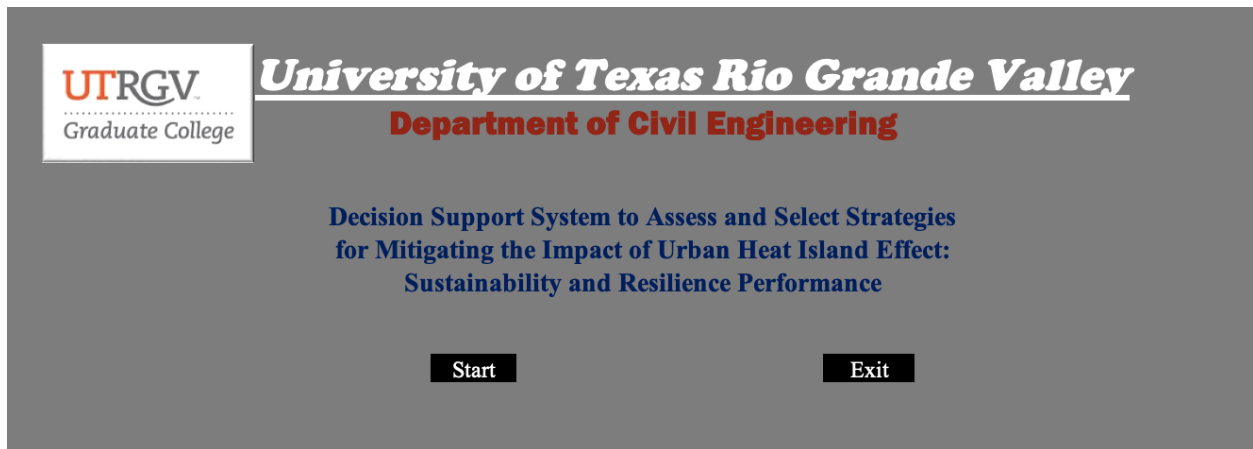 UTRGV™
Graduate College
University of Texas Rio Grande Valley
Department of Civil Engineering
Decision Support System to Assess and Select Strategies
for Mitigating the Impact of Urban Heat Island Effect:
Sustainability and Resilience Performance
Start Exit